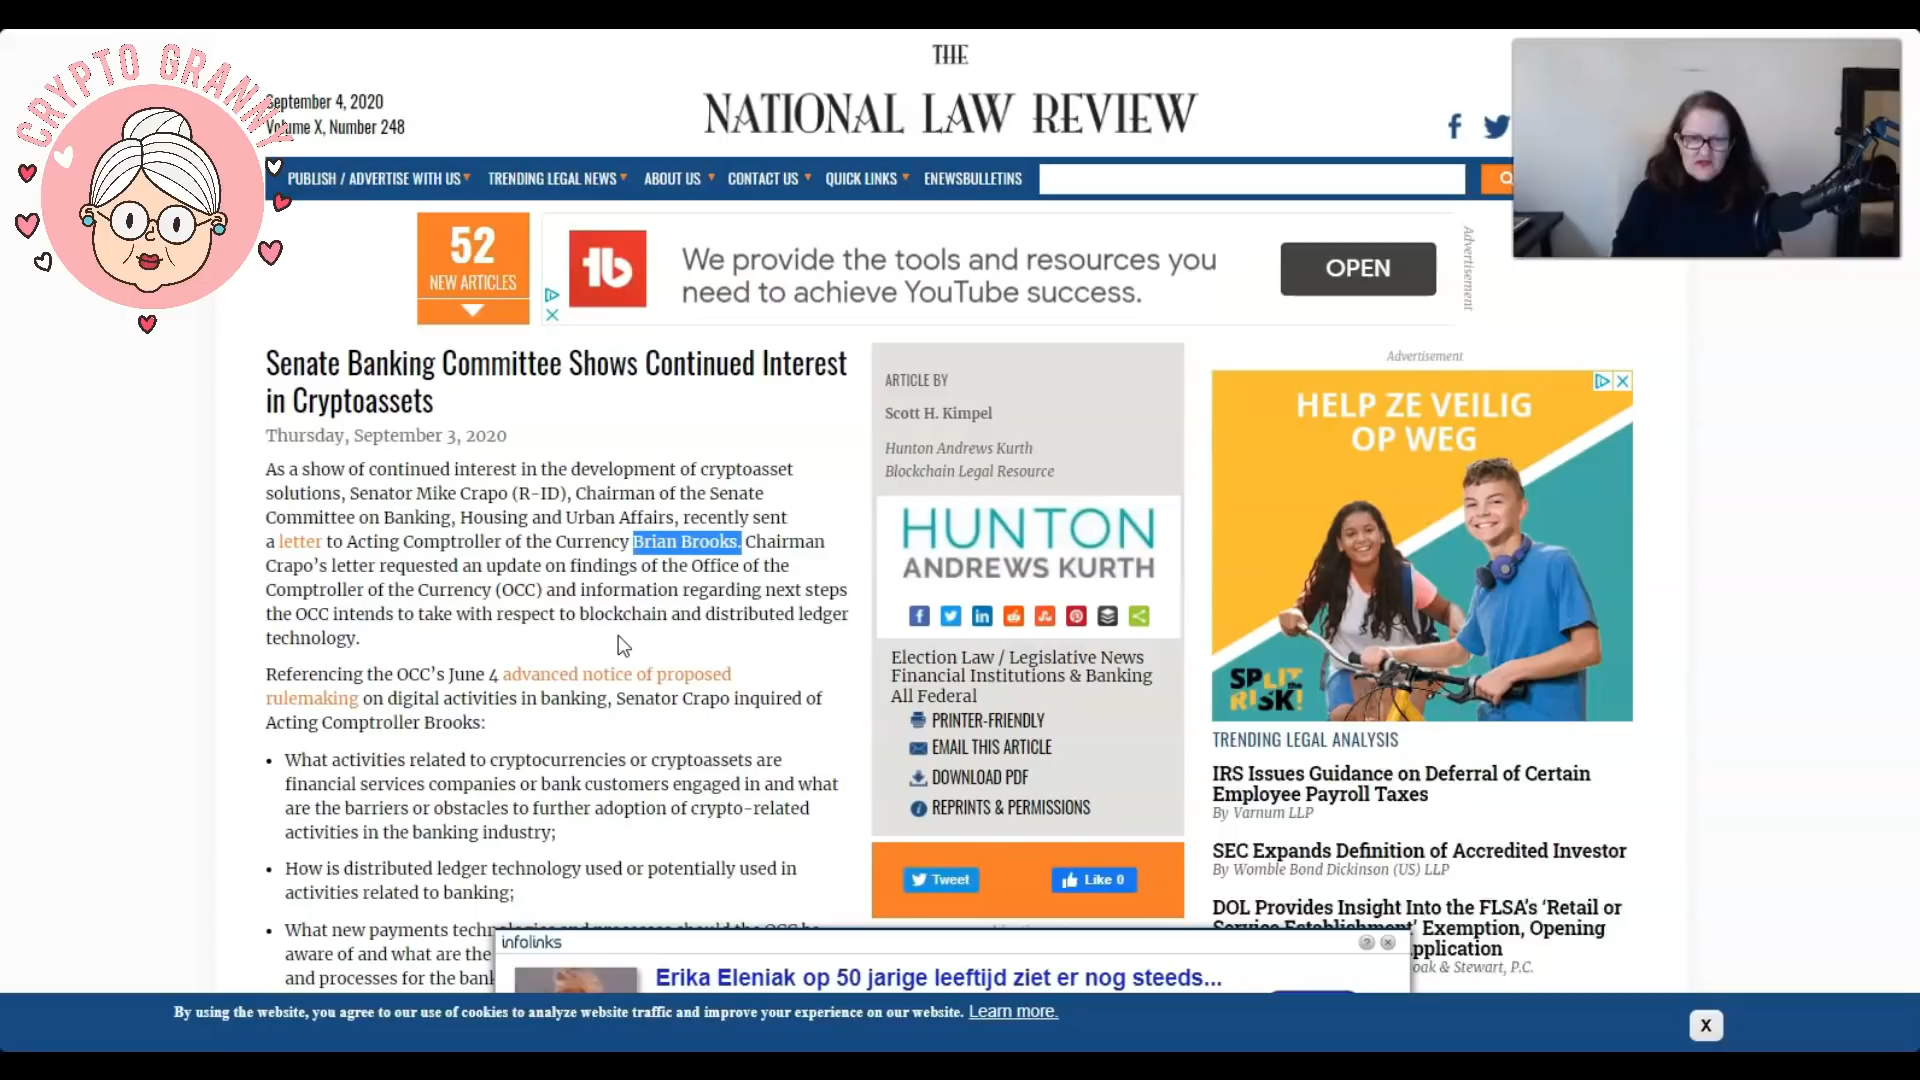 CRYPTO GRANNY
September 4, 2020
Volume X, Number 248
THE
NATIONAL LAW REVIEW
PUBLISH / ADVERTISE WITH US
TRENDING LEGAL NEWS
ABOUT US
CONTACT US
QUICK LINKS
ENEWSBULLETINS
52
NEW ARTICLES
We provide the tools and resources you
need to achieve YouTube success.
OPEN
Advertisement
Senate Banking Committee Shows Continued Interest
in Cryptoassets
Thursday, September 3, 2020
As a show of continued interest in the development of cryptoasset
solutions, Senator Mike Crapo (R-ID), Chairman of the Senate
Committee on Banking, Housing and Urban Affairs, recently sent
a letter to Acting Comptroller of the Currency Brian Brooks. Chairman
Crapo's letter requested an update on findings of the Office of the
Comptroller of the Currency (OCC) and information regarding next steps
the OCC intends to take with respect to blockchain and distributed ledger
technology.
Referencing the OCC's June 4 advanced notice of proposed
rulemaking on digital activities in banking, Senator Crapo inquired of
Acting Comptroller Brooks:
• What activities related to cryptocurrencies or cryptoassets are
financial services companies or bank customers engaged in and what
are the barriers or obstacles to further adoption of crypto-related
activities in the banking industry;
• How is distributed ledger technology used or potentially used in
activities related to banking;
• What new payments
aware of and what are the
and processes for the bank
ARTICLE BY
Scott H. Kimpel
Hunton Andrews Kurth
Blockchain Legal Resource
HUNTON
ANDREWS KURTH
Election Law / Legislative News
Financial Institutions & Banking
All Federal
PRINTER-FRIENDLY
EMAIL THIS ARTICLE
DOWNLOAD PDF
REPRINTS & PERMISSIONS
Tweet
Like 0
Advertisement
HELP ZE VEILIG
OP WEG
SPLIT the
RISK!
TRENDING LEGAL ANALYSIS
IRS Issues Guidance on Deferral of Certain
Employee Payroll Taxes
By Varnum LLP
SEC Expands Definition of Accredited Investor
By Womble Bond Dickinson (US) LLP
DOL Provides Insight Into the FLSA's 'Retail or
Service Establishment' Exemption, Opening
pplication
oak & Stewart, P.C.
infolinks
Erika Eleniak op 50 jarige leeftijd ziet er nog steeds...
By using the website, you agree to our use of cookies to analyze website traffic and improve your experience on our website. Learn more.
X